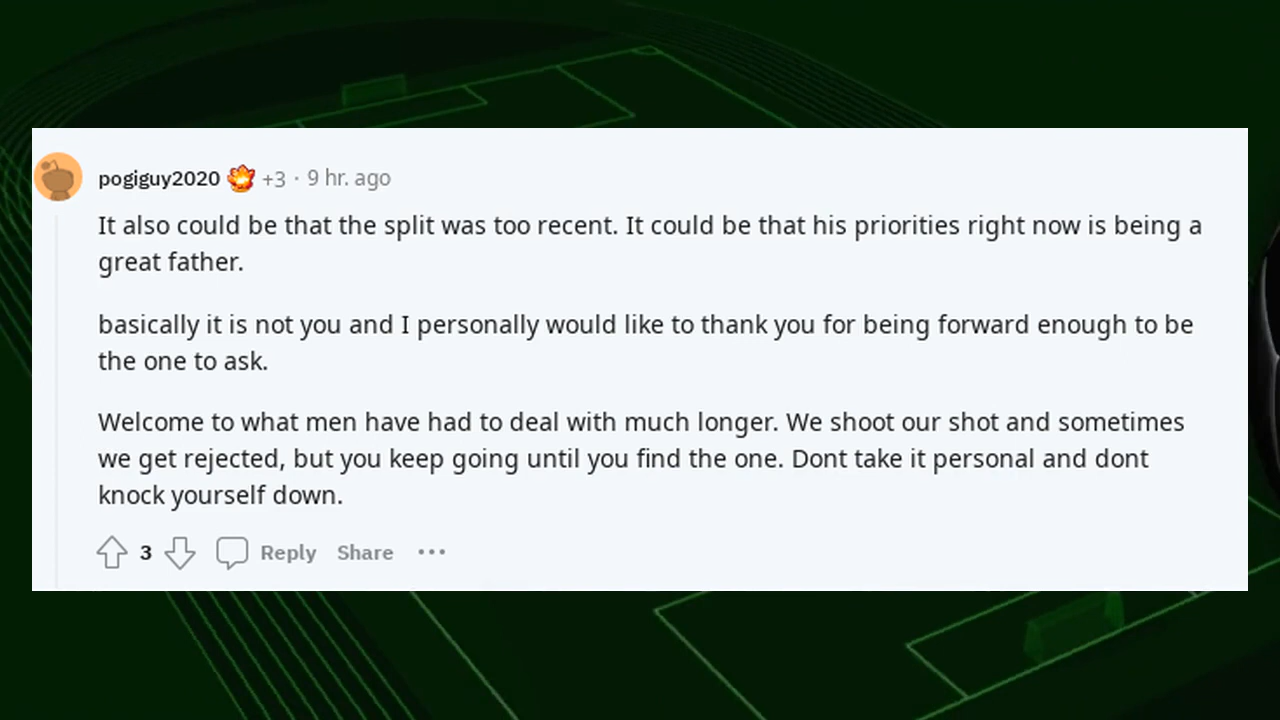 pogiguy2020 +3 · 9 hr. ago
It also could be that the split was too recent. It could be that his priorities right now is being a
great father.
basically it is not you and I personally would like to thank you for being forward enough to be
the one to ask.
Welcome to what men have had to deal with much longer. We shoot our shot and sometimes
we get rejected, but you keep going until you find the one. Dont take it personal and dont
knock yourself down.
3 Reply Share